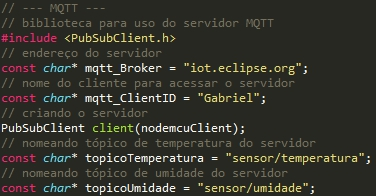 // --- MQTT ---
// biblioteca para uso do servidor MQTT
#include <PubSubClient.h>
// endereço do servidor
const char* mqtt_Broker = "iot.eclipse.org";
// nome do cliente para acessar o servidor
const char* mqtt_ClientID = "Gabriel";
// criando o servidor
PubSubClient client(nodemcuClient);
// nomeando tópico de temperatura do servidor
const char* topicoTemperatura = "sensor/temperatura";
// nomeando tópico de umidade do servidor
const char* topicoUmidade = "sensor/umidade";